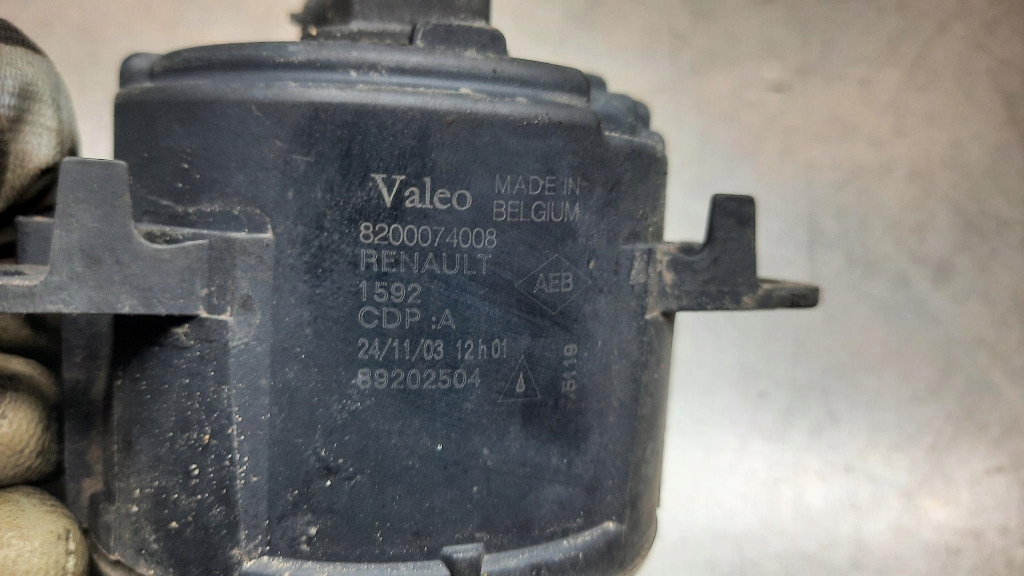 Valeo MADE IN
BELGIUM
8200074008
RENAULT
AEB
1592
CDP :A
24/11/03 12h01
89202504